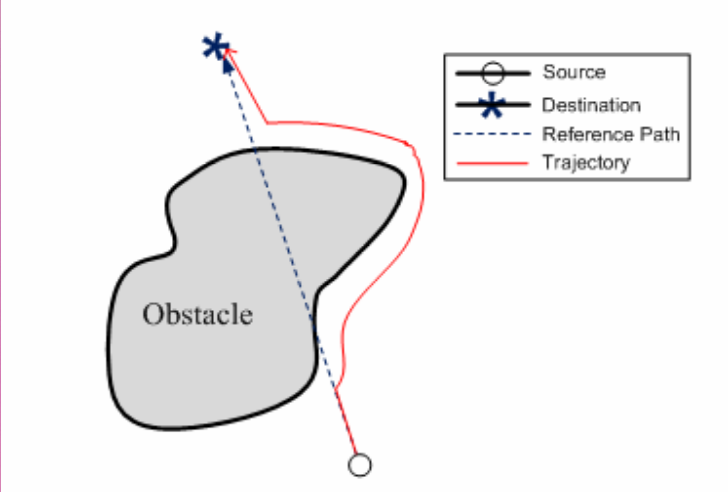 Source
Destination
Reference Path
Trajectory
Obstacle